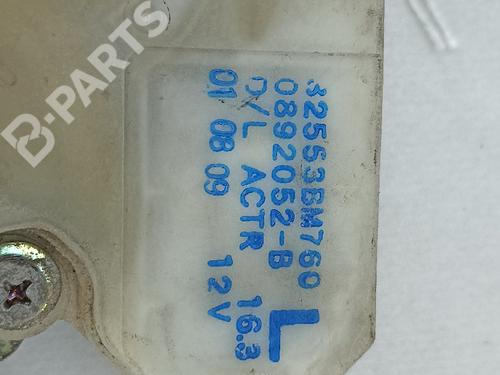 B-PARTS
32553BM760
0892052-B L
D/L ACTR 16.3
01 08 09 12V